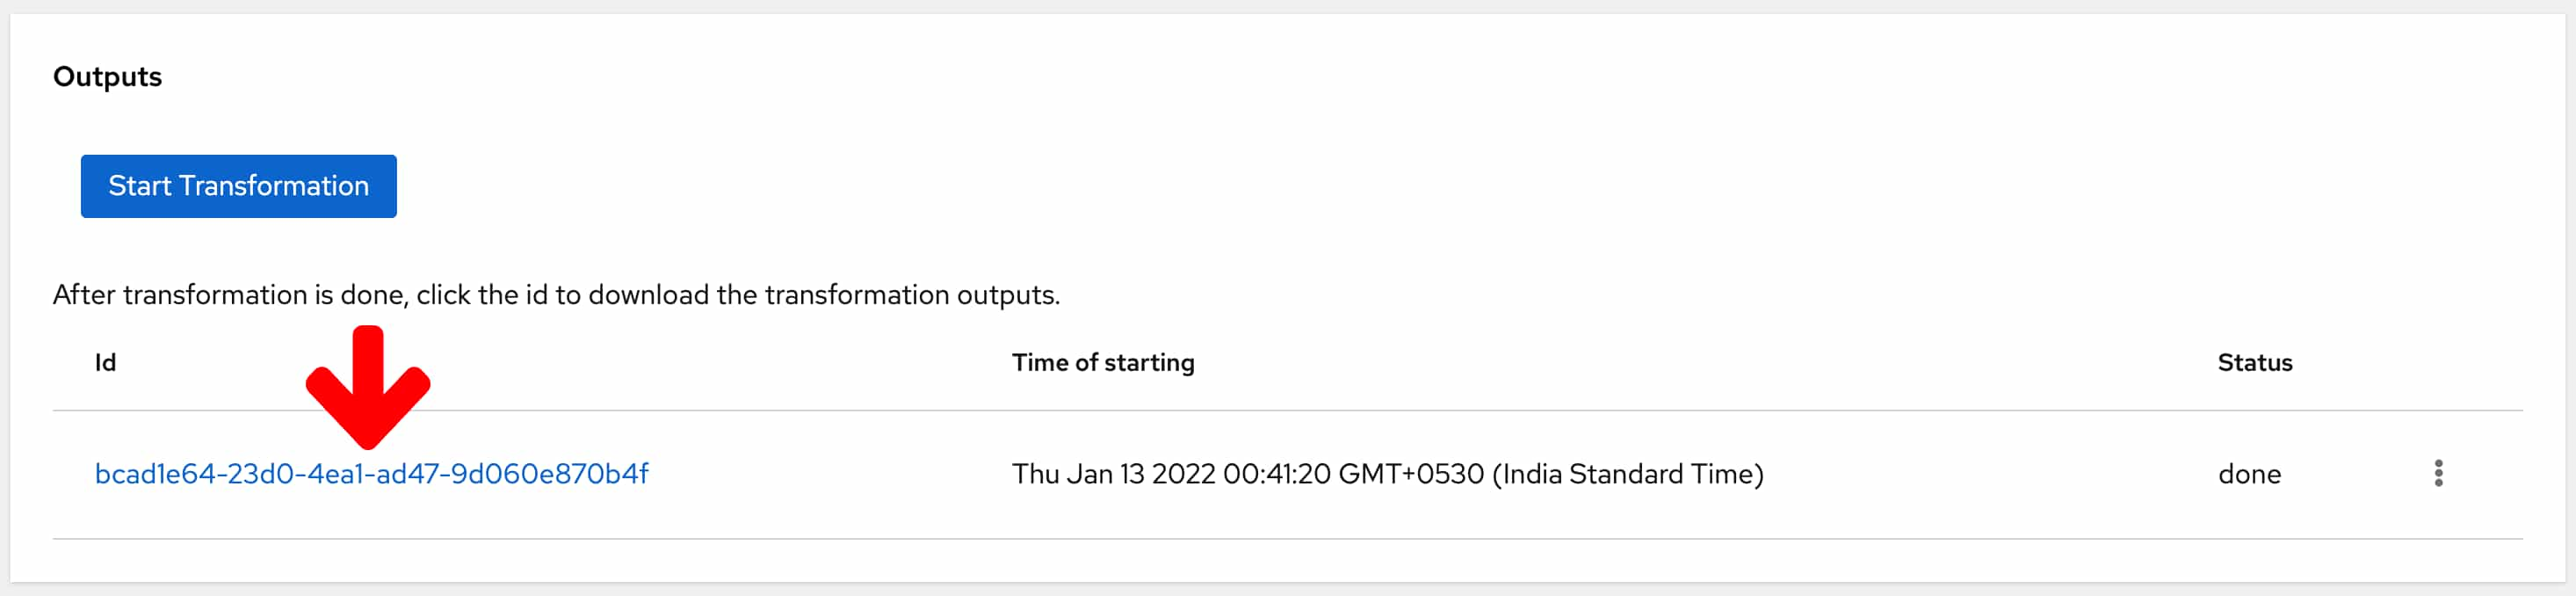 Outputs
Start Transformation
After transformation is done, click the id to download the transformation outputs.
Id Time of starting Status
bcad1e64-23d0-4ea1-ad47-9d060e870b4f Thu Jan 13 2022 00:41:20 GMT+0530 (India Standard Time) done